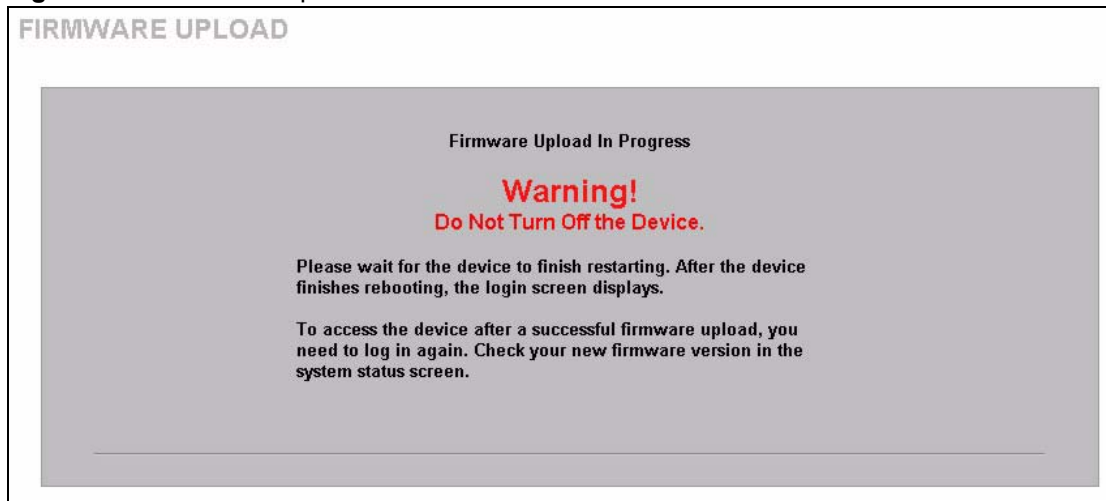 FIRMWARE UPLOAD
Firmware Upload In Progress
Warning!
Do Not Turn Off the Device.
Please wait for the device to finish restarting. After the device
finishes rebooting, the login screen displays.
To access the device after a successful firmware upload, you
need to log in again. Check your new firmware version in the
system status screen.